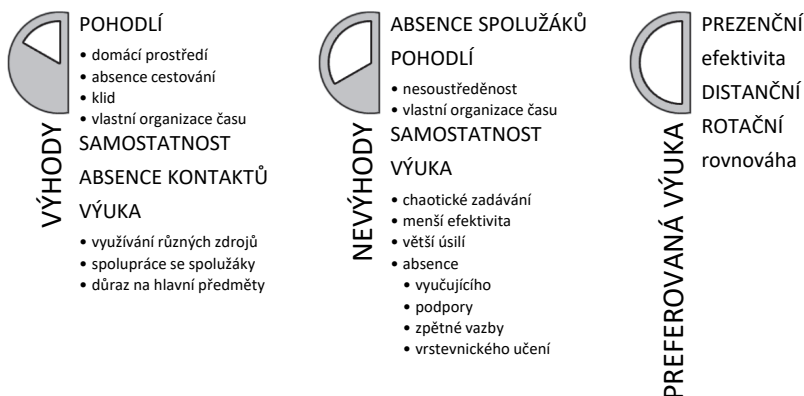 VÝHODY
POHODLÍ
• domácí prostředí
• absence cestování
• klid
• vlastní organizace času
SAMOSTATNOST
ABSENCE KONTAKTŮ
VÝUKA
• využívání různých zdrojů
• spolupráce se spolužáky
• důraz na hlavní předměty
NEVÝHODY
ABSENCE SPOLUŽÁKŮ
POHODLÍ
• nesoustředěnost
• vlastní organizace času
SAMOSTATNOST
VÝUKA
• chaotické zadávání
• menší efektivita
• větší úsilí
• absence
• vyučujícího
• podpory
• zpětné vazby
• vrstevnického učení
PREFEROVANÁ VÝUKA
PREZENČNÍ
efektivita
DISTANČNÍ
ROTAČNÍ
rovnováha